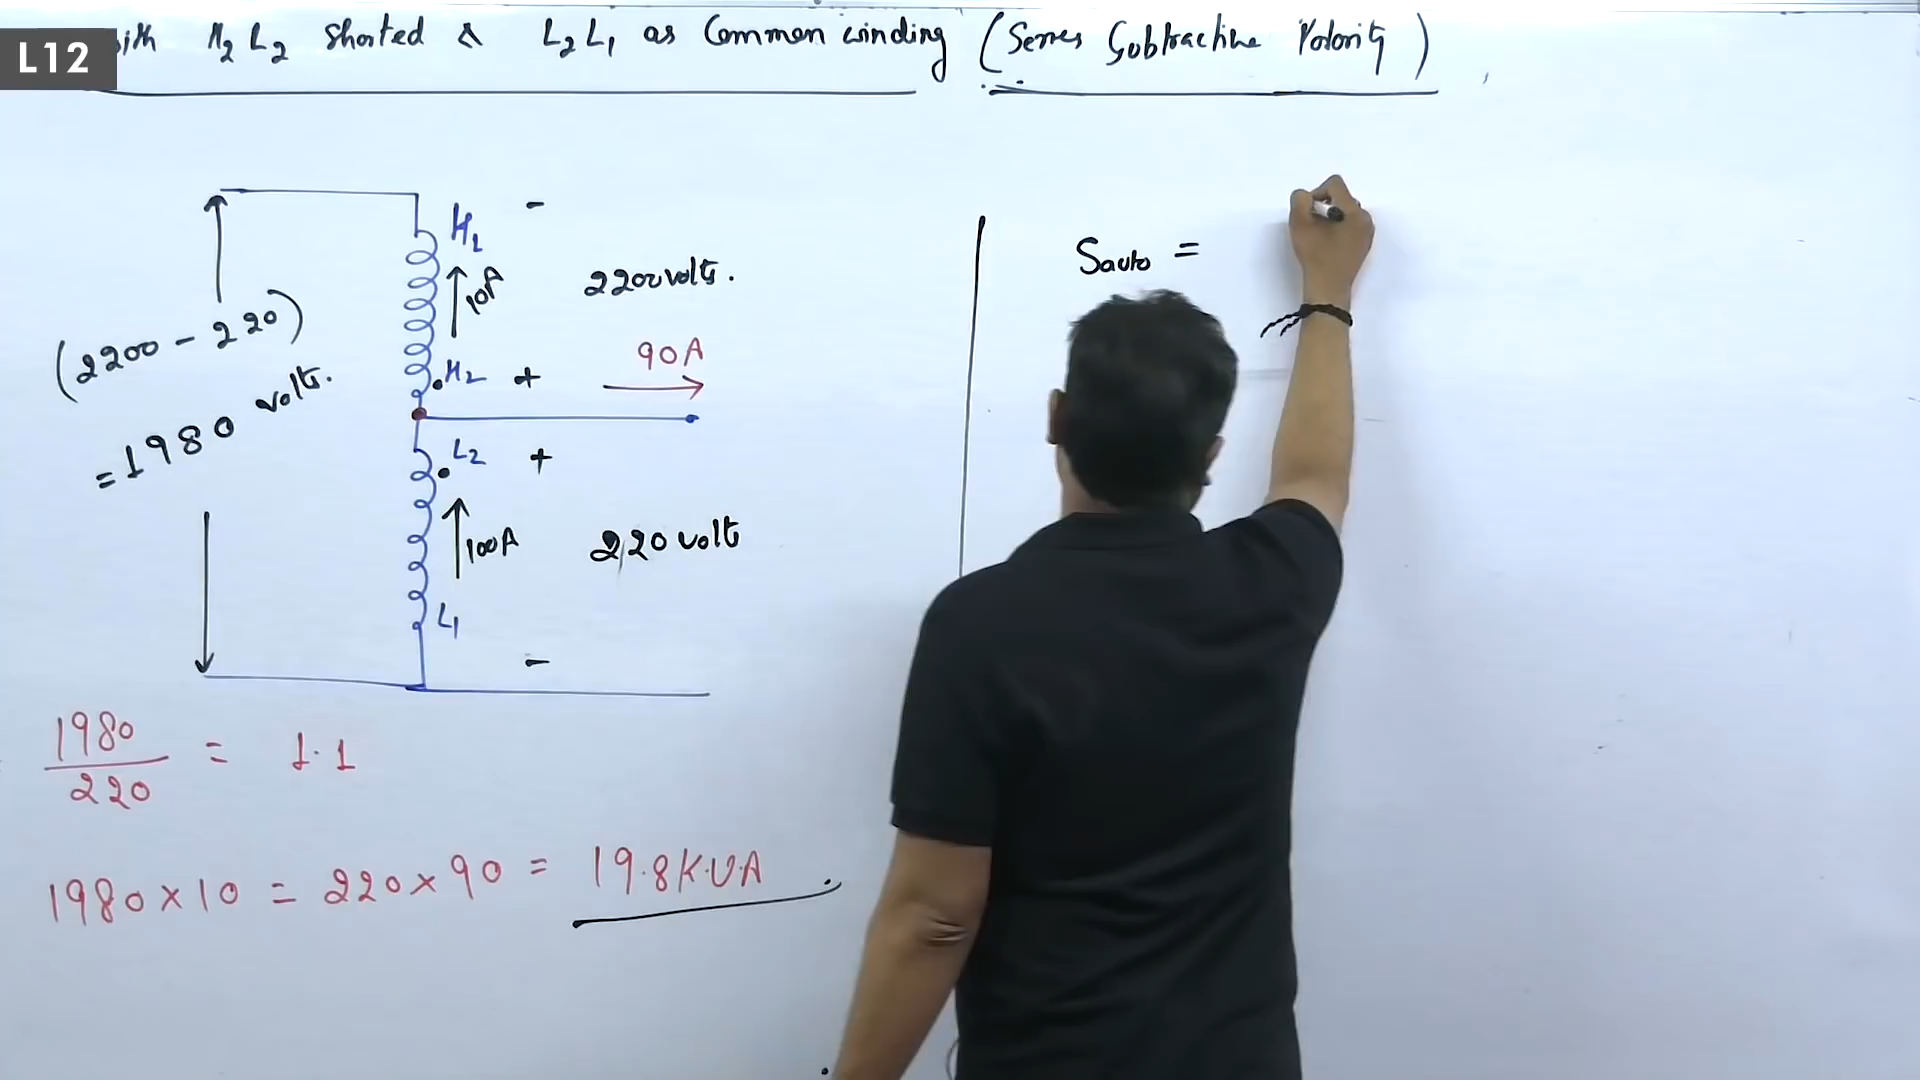 L12
with H2 L2 shorted & L2 L1 as Common winding (Series Subtractive Polarity)
H1 -
10A
2200 volts.
(2200 - 220)
= 1980 volts.
H2 +
90A
L2 +
100A
220 volt
L1
-
Sauto =
1980/220 = 1.1
1980 x 10 = 220 x 90 = 19.8 K.V.A